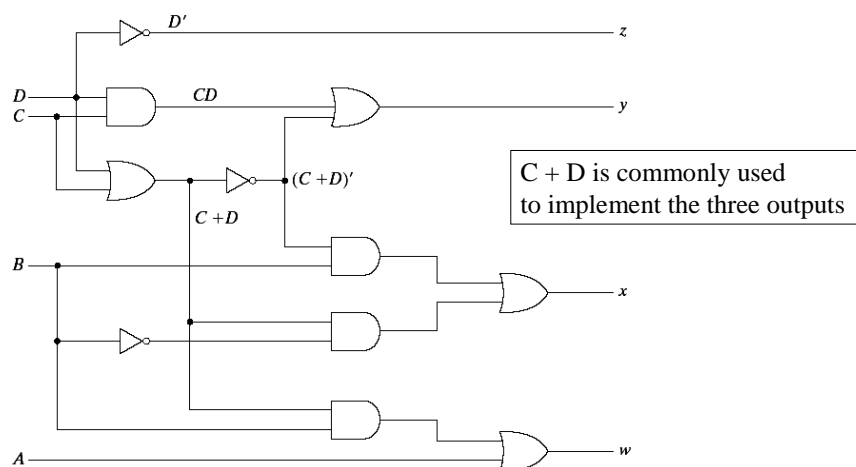 D′
z
D
C
CD
y
(C + D)′
C + D is commonly used
to implement the three outputs
C + D
B
x
A
w